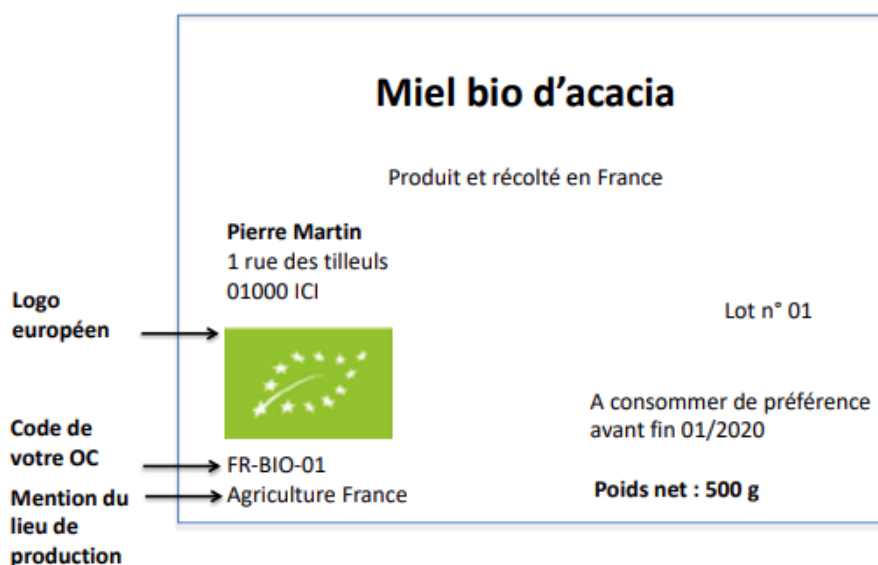 Miel bio d’acacia
Produit et récolté en France
Pierre Martin
1 rue des tilleuls
01000 ICI
Logo
européen
Lot n° 01
A consommer de préférence
avant fin 01/2020
Code de
votre OC
FR-BIO-01
Mention du
lieu de
production
Agriculture France
Poids net : 500 g